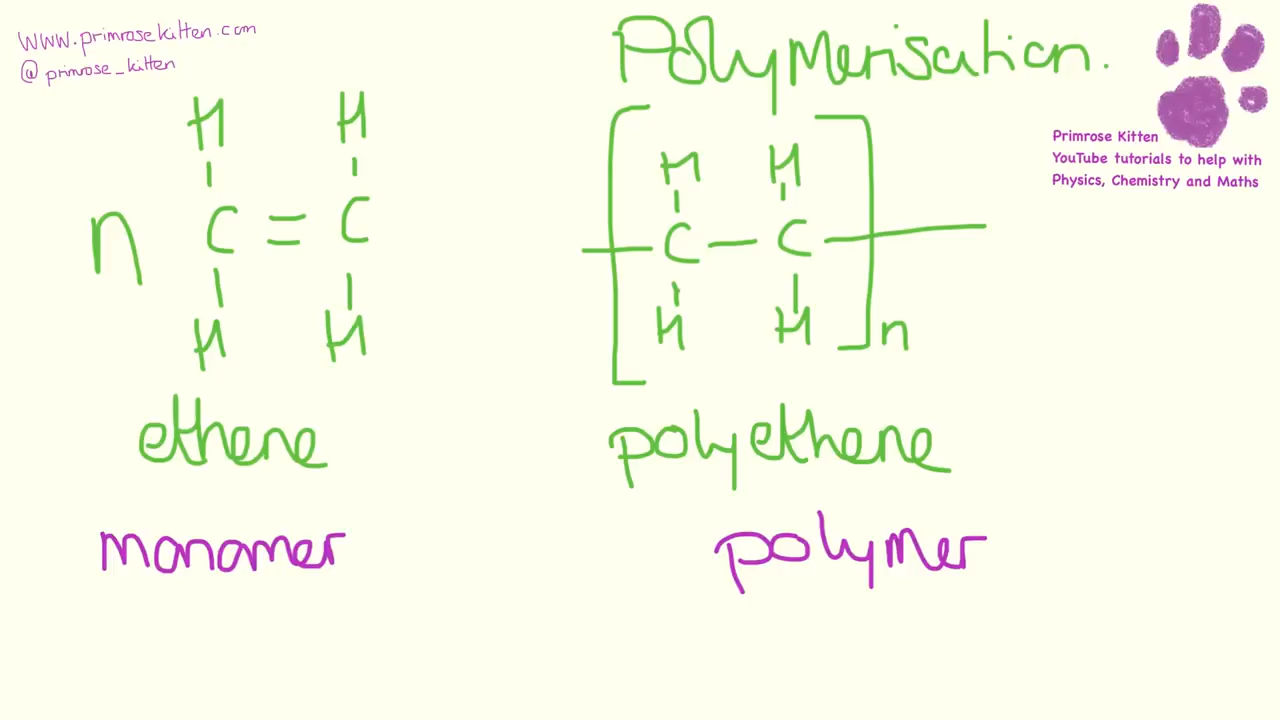 www.primrosekitten.com
@primrose_kitten
Polymerisation.
Primrose Kitten
YouTube tutorials to help with
Physics, Chemistry and Maths
H H
n C = C
H H
ethene
monomer
H H
C — C
H H
n
polyethene
polymer